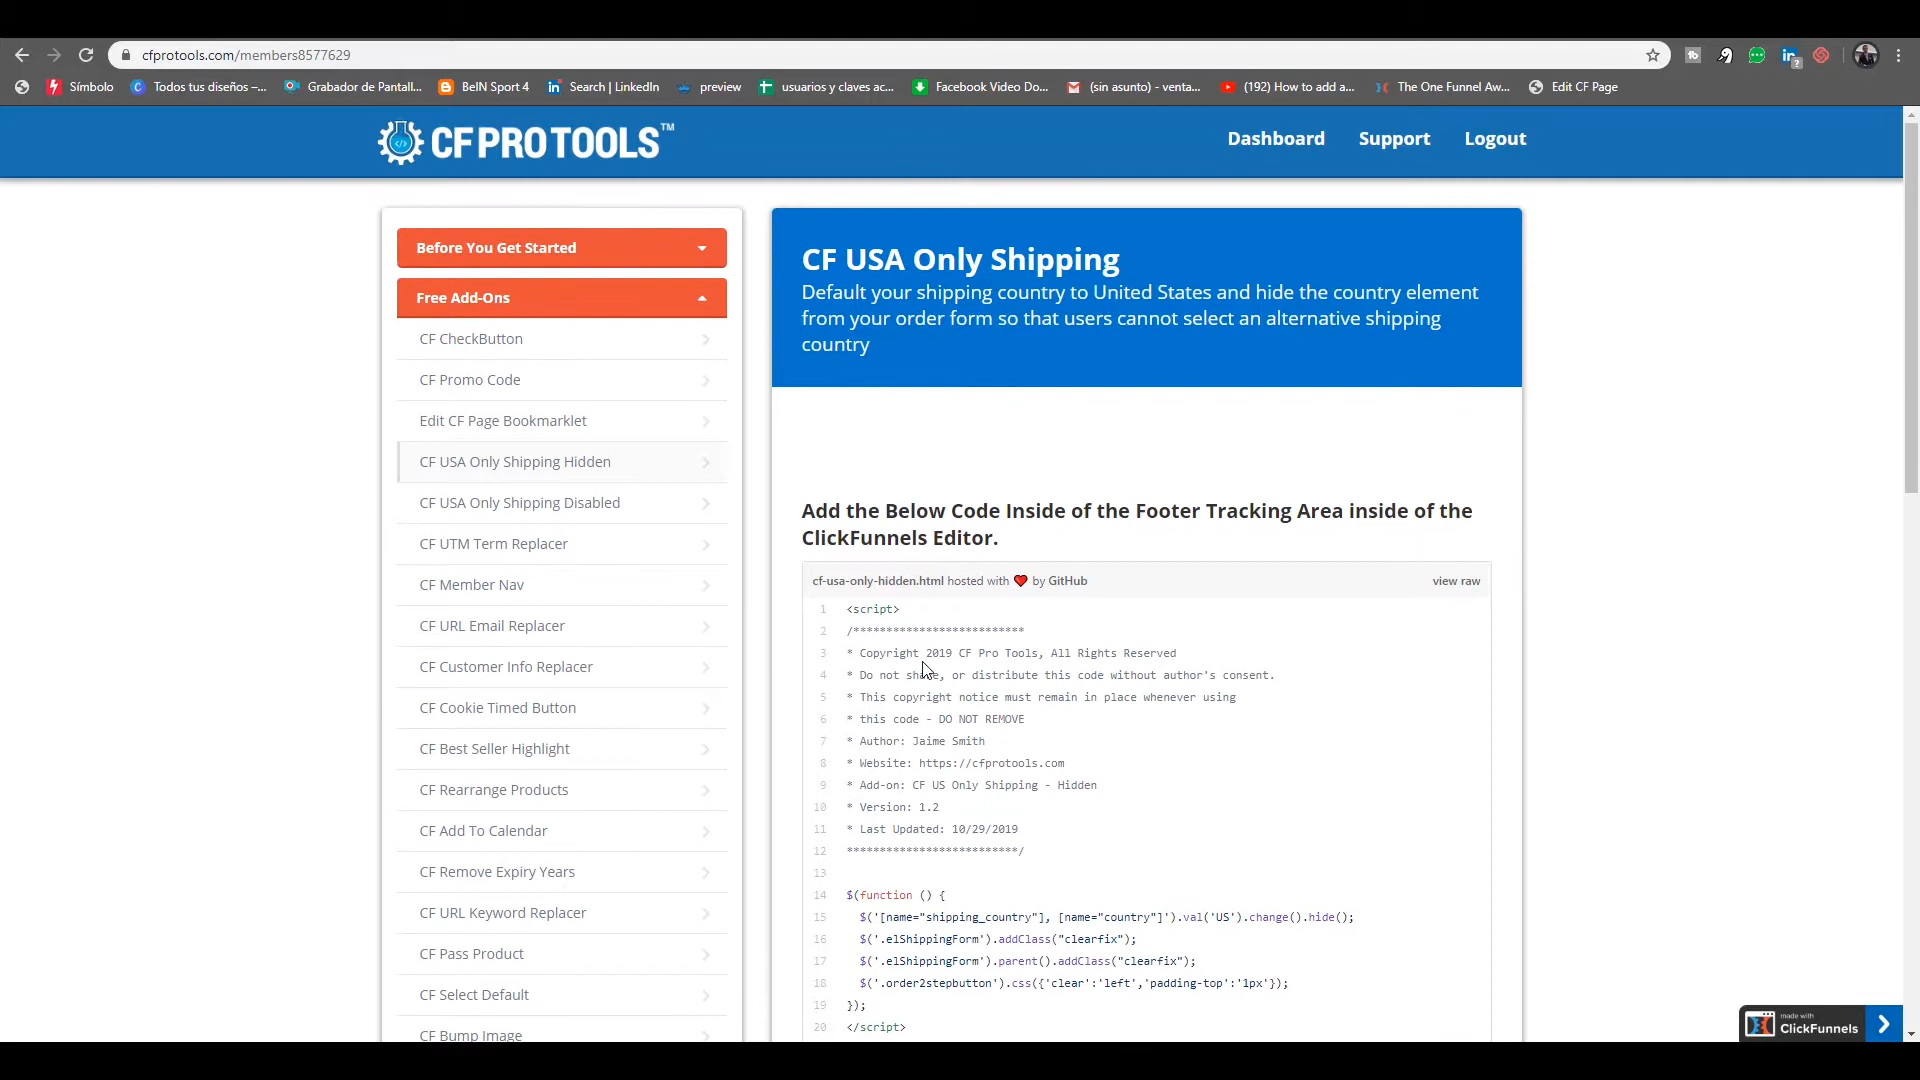 cfprotools.com/members8577629
Símbolo
Todos tus diseños –...
Grabador de Pantall...
BeIN Sport 4
Search | LinkedIn
preview
usuarios y claves ac...
Facebook Video Do...
(sin asunto) - venta...
(192) How to add a...
The One Funnel Aw...
Edit CF Page
CF PRO TOOLS™
Dashboard Support Logout
Before You Get Started
Free Add-Ons
CF CheckButton
CF Promo Code
Edit CF Page Bookmarklet
CF USA Only Shipping Hidden
CF USA Only Shipping Disabled
CF UTM Term Replacer
CF Member Nav
CF URL Email Replacer
CF Customer Info Replacer
CF Cookie Timed Button
CF Best Seller Highlight
CF Rearrange Products
CF Add To Calendar
CF Remove Expiry Years
CF URL Keyword Replacer
CF Pass Product
CF Select Default
CF Bump Image
CF USA Only Shipping
Default your shipping country to United States and hide the country element
from your order form so that users cannot select an alternative shipping
country
Add the Below Code Inside of the Footer Tracking Area inside of the
ClickFunnels Editor.
cf-usa-only-hidden.html hosted with ❤ by GitHub view raw
1 <script>
2 /**************************
3 * Copyright 2019 CF Pro Tools, All Rights Reserved
4 * Do not share, or distribute this code without author's consent.
5 * This copyright notice must remain in place whenever using
6 * this code - DO NOT REMOVE
7 * Author: Jaime Smith
8 * Website: https://cfprotools.com
9 * Add-on: CF US Only Shipping - Hidden
10 * Version: 1.2
11 * Last Updated: 10/29/2019
12 **************************/
13
14 $(function () {
15 $('[name="shipping_country"], [name="country"]').val('US').change().hide();
16 $('.elShippingForm').addClass("clearfix");
17 $('.elShippingForm').parent().addClass("clearfix");
18 $('.order2stepbutton').css({'clear':'left','padding-top':'1px'});
19 });
20 </script>
made with
ClickFunnels